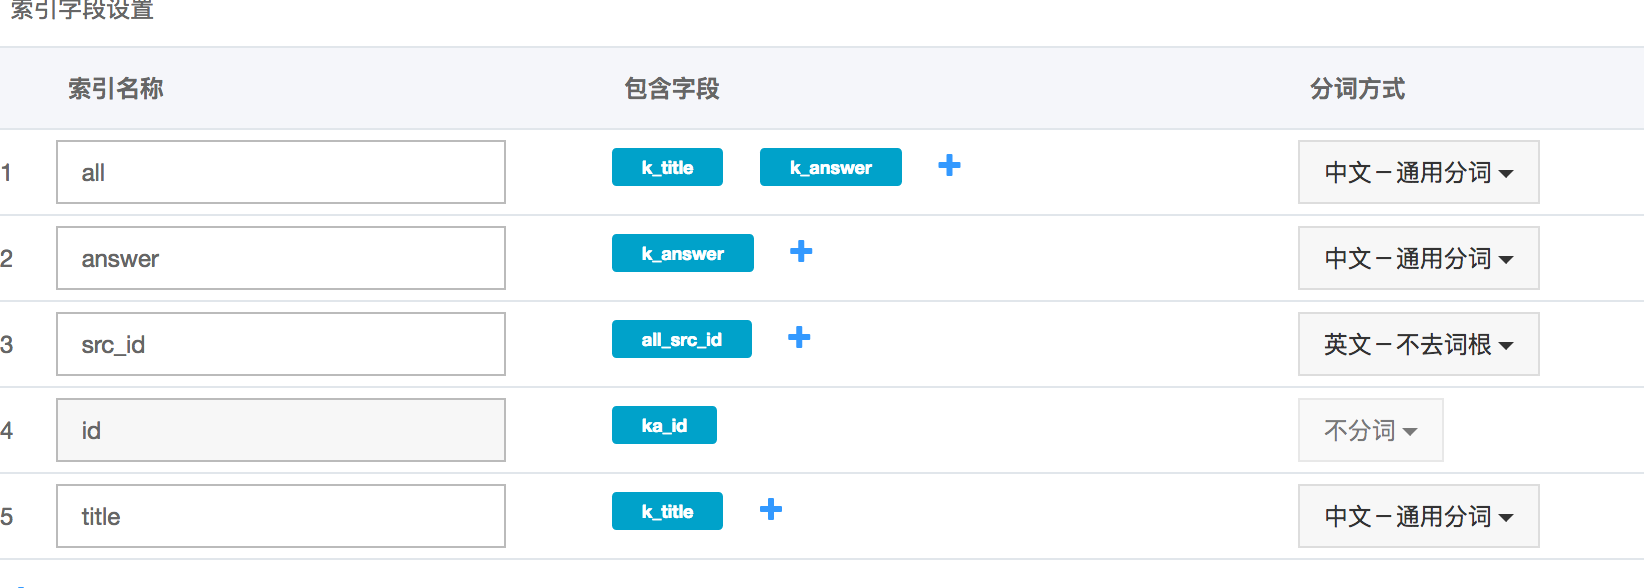 索引字段设置
索引名称 包含字段 分词方式
1 all k_title k_answer 中文－通用分词
2 answer k_answer 中文－通用分词
3 src_id all_src_id 英文－不去词根
4 id ka_id 不分词
5 title k_title 中文－通用分词